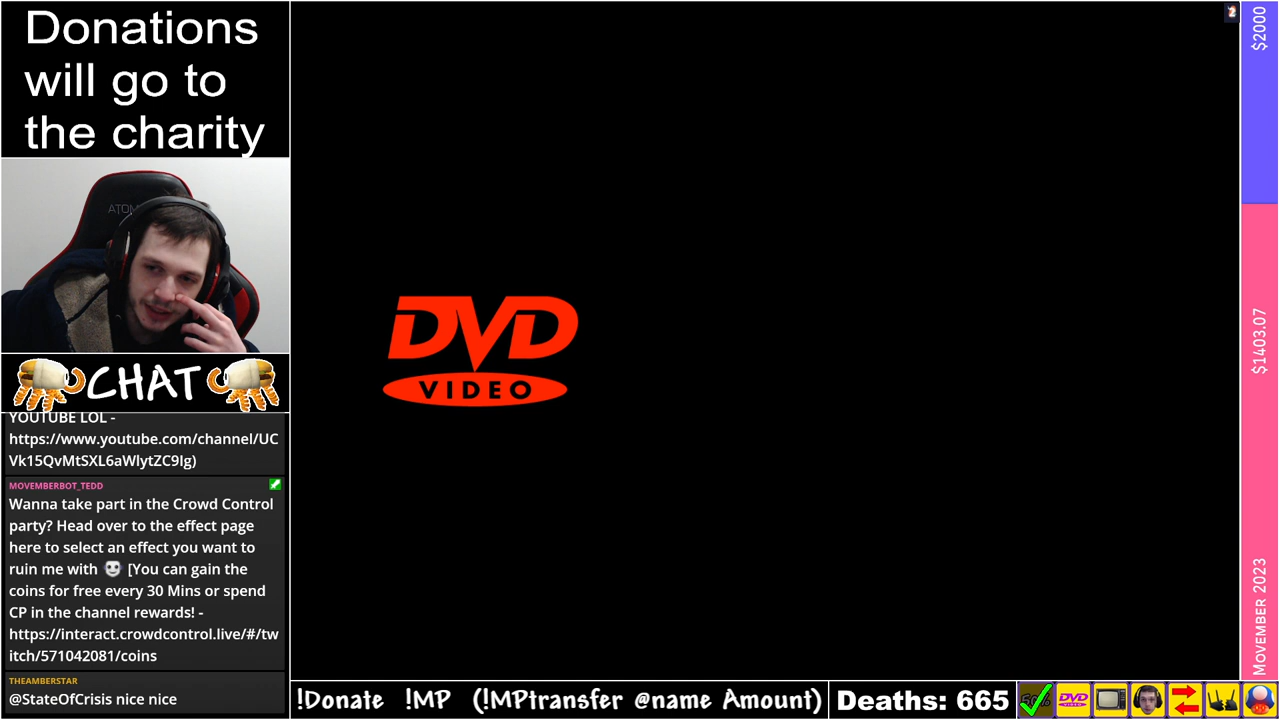 Donations
will go to
the charity
CHAT
YOUTUBE LOL -
https://www.youtube.com/channel/UC
Vk15QvMtSXL6aWlytZC9Ig)
MOVEMBERBOT_TEDD
Wanna take part in the Crowd Control
party? Head over to the effect page
here to select an effect you want to
ruin me with [You can gain the
coins for free every 30 Mins or spend
CP in the channel rewards! -
https://interact.crowdcontrol.live/#/tw
itch/571042081/coins
THEAMBERSTAR
@StateOfCrisis nice nice
DVD
VIDEO
!Donate !MP (!MPtransfer @name Amount)
Deaths: 665
DVD
VIDEO
$2000
$1403.07
MOVEMBER 2023